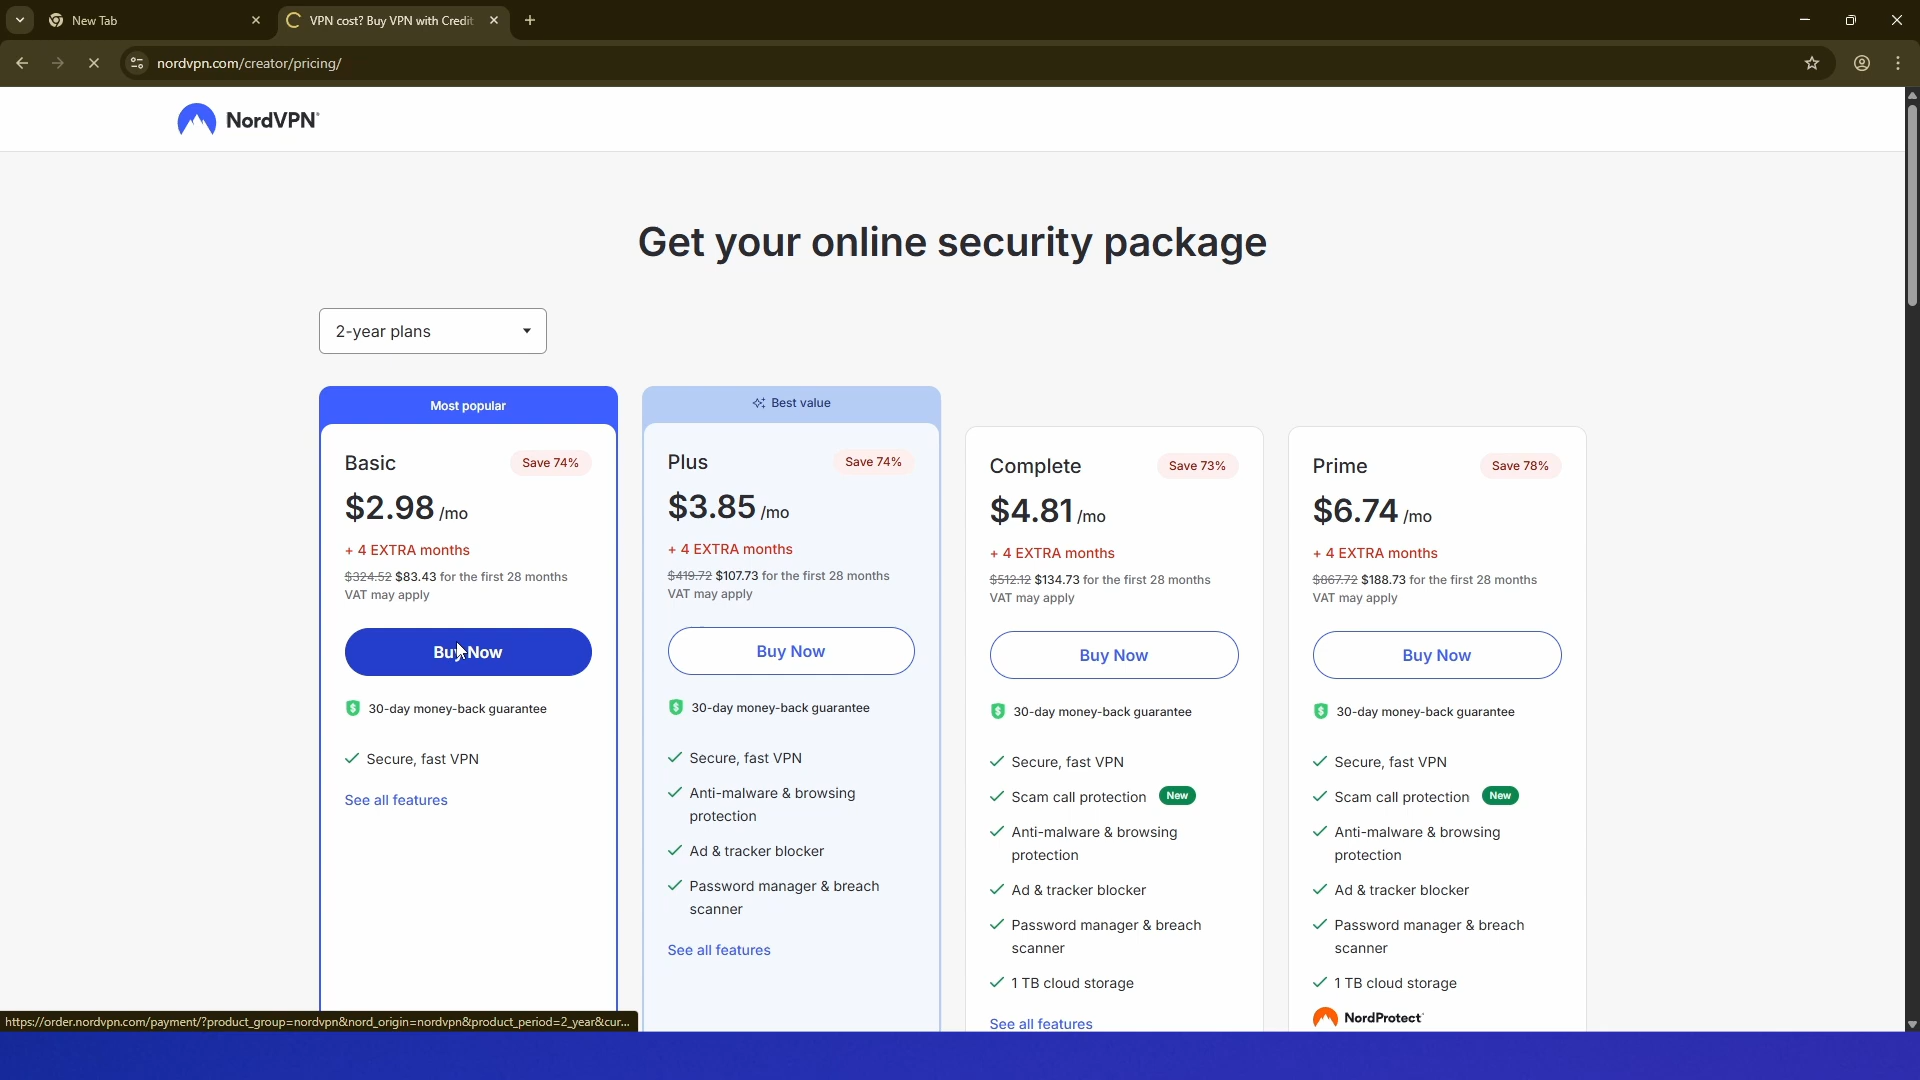 New Tab
VPN cost? Buy VPN with Credit
nordvpn.com/creator/pricing/
NordVPN®
Get your online security package
2-year plans
Most popular
Basic
Save 74%
$2.98 /mo
+ 4 EXTRA months
$324.52 $83.43 for the first 28 months
VAT may apply
Buy Now
30-day money-back guarantee
Secure, fast VPN
See all features
Best value
Plus
Save 74%
$3.85 /mo
+ 4 EXTRA months
$419.72 $107.73 for the first 28 months
VAT may apply
Buy Now
30-day money-back guarantee
Secure, fast VPN
Anti-malware & browsing
protection
Ad & tracker blocker
Password manager & breach
scanner
See all features
Complete
Save 73%
$4.81 /mo
+ 4 EXTRA months
$512.12 $134.73 for the first 28 months
VAT may apply
Buy Now
30-day money-back guarantee
Secure, fast VPN
Scam call protection New
Anti-malware & browsing
protection
Ad & tracker blocker
Password manager & breach
scanner
1 TB cloud storage
See all features
Prime
Save 78%
$6.74 /mo
+ 4 EXTRA months
$867.72 $188.73 for the first 28 months
VAT may apply
Buy Now
30-day money-back guarantee
Secure, fast VPN
Scam call protection New
Anti-malware & browsing
protection
Ad & tracker blocker
Password manager & breach
scanner
1 TB cloud storage
NordProtect
https://order.nordvpn.com/payment/?product_group=nordvpn&nord_origin=nordvpn&product_period=2_year&cur...